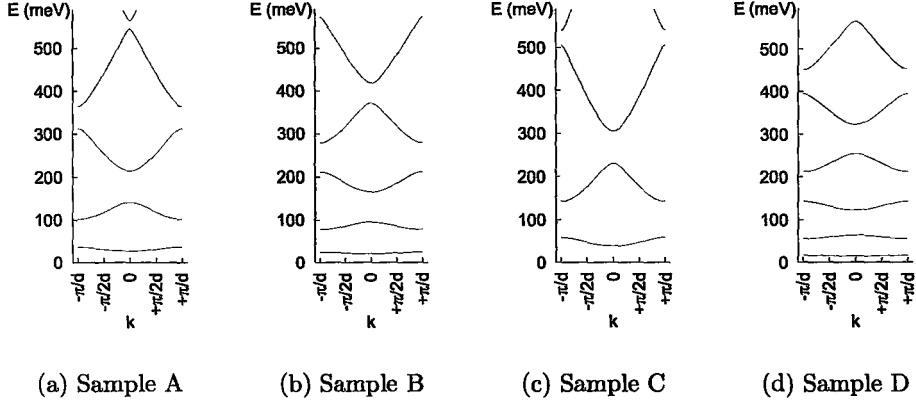 E (meV)
500
400
300
200
100
0
-π/d
-π/2d
0
+π/2d
+π/d
k
(a) Sample A
E (meV)
500
400
300
200
100
0
-π/d
-π/2d
0
+π/2d
+π/d
k
(b) Sample B
E (meV)
500
400
300
200
100
0
-π/d
-π/2d
0
+π/2d
+π/d
k
(c) Sample C
E (meV)
500
400
300
200
100
0
-π/d
-π/2d
0
+π/2d
+π/d
k
(d) Sample D